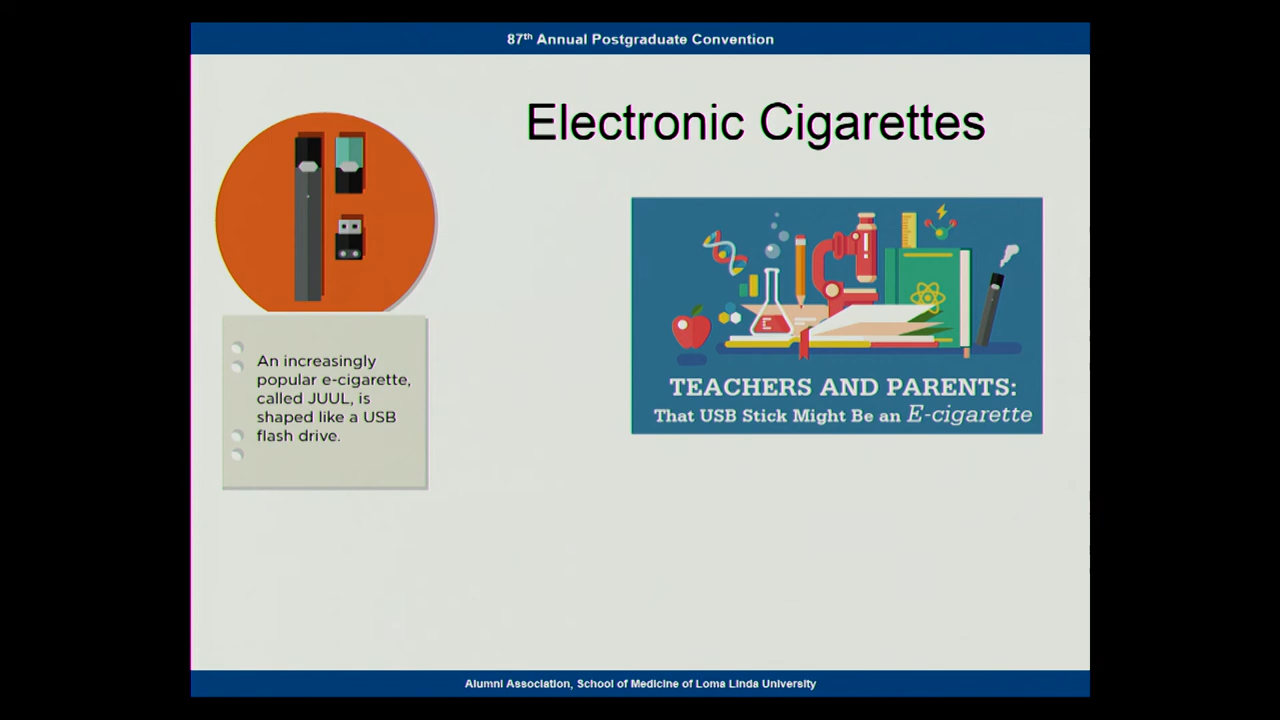 87th Annual Postgraduate Convention
Electronic Cigarettes
An increasingly
popular e-cigarette,
called JUUL, is
shaped like a USB
flash drive.
TEACHERS AND PARENTS:
That USB Stick Might Be an E-cigarette
Alumni Association, School of Medicine of Loma Linda University